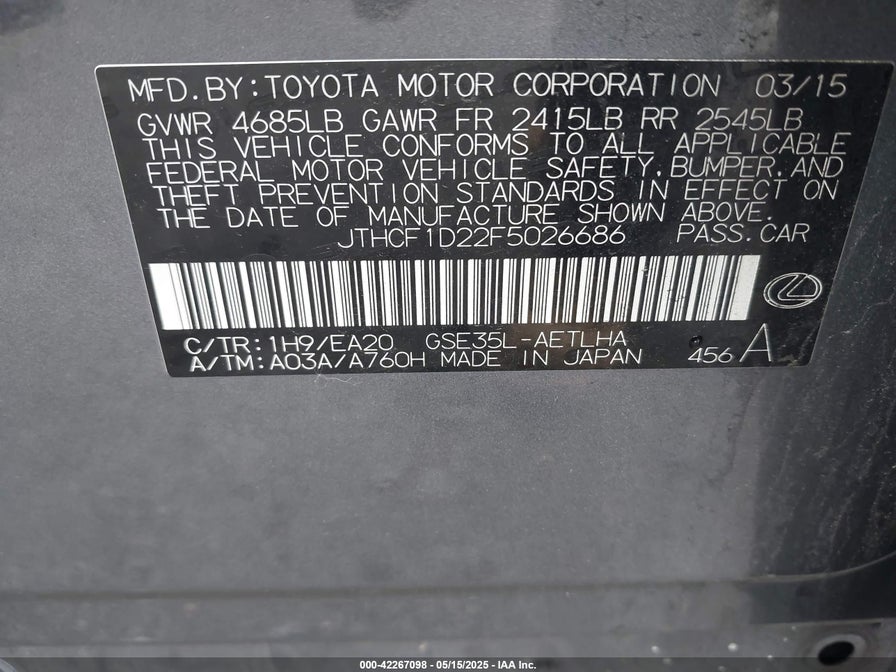 MFD.BY:TOYOTA MOTOR CORPORATION 03/15
GVWR 4685LB GAWR FR 2415LB RR 2545LB
THIS VEHICLE CONFORMS TO ALL APPLICABLE
FEDERAL MOTOR VEHICLE SAFETY,BUMPER,AND
THEFT PREVENTION STANDARDS IN EFFECT ON
THE DATE OF MANUFACTURE SHOWN ABOVE.
JTHCF1D22F5026686 PASS.CAR
C/TR:1H9/EA20 GSE35L-AETLHA
A/TM:A03A/A760H MADE IN JAPAN 456 A
000-42267098 - 05/15/2025 - IAA Inc.